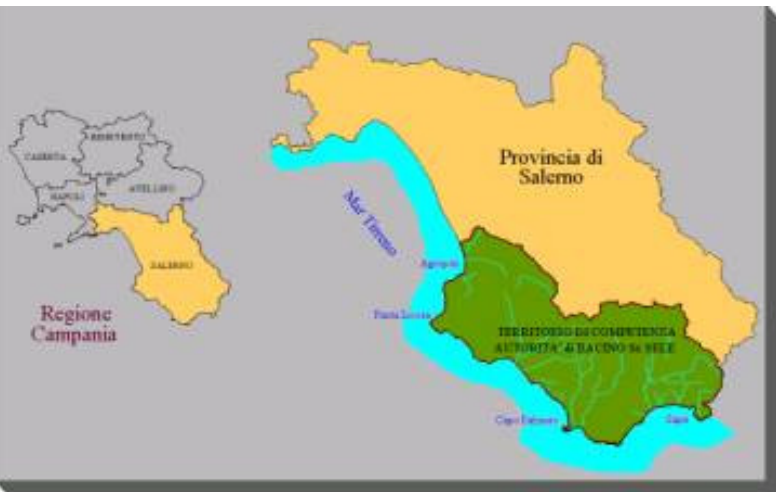 BENEVENTO
CASERTA
NAPOLI
AVELLINO
SALERNO
Regione
Campania
Provincia di
Salerno
Mar Tirreno
Agropoli
Punta Licosa
TERRITORIO DI COMPETENZA
AUTORITA' di BACINO Sx SELE
Capo Palinuro
Sapri